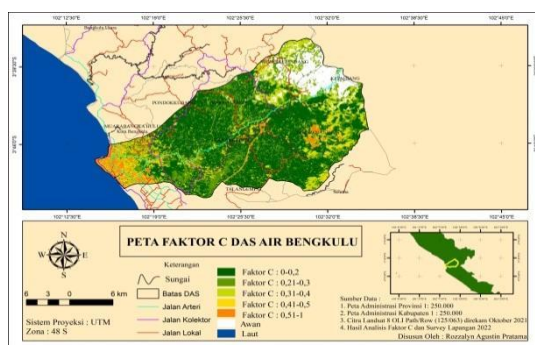 102°12'30"E 102°19'0"E 102°25'30"E 102°32'0"E 102°38'30"E 102°45'0"E
Bengkulu Utara
PETA FAKTOR C DAS AIR BENGKULU
Keterangan
Sungai
Batas DAS
Jalan Arteri
Jalan Kolektor
Jalan Lokal
Faktor C : 0-0,2
Faktor C : 0,21-0,3
Faktor C : 0,31-0,4
Faktor C : 0,41-0,5
Faktor C : 0,51-1
Awan
Laut
6 3 0 6 km
Sistem Proyeksi : UTM
Zona : 48 S
Sumber Data :
1. Peta Administrasi Provinsi 1: 250.000
2. Peta Administrasi Kabupaten 1 : 250.000
3. Citra Landsat 8 OLI Path/Row (125/063) direkam Oktober 2021
4. Hasil Analisis Faktor C dan Survey Lapangan 2022
Disusun Oleh : Rozzalyn Agustin Pratama